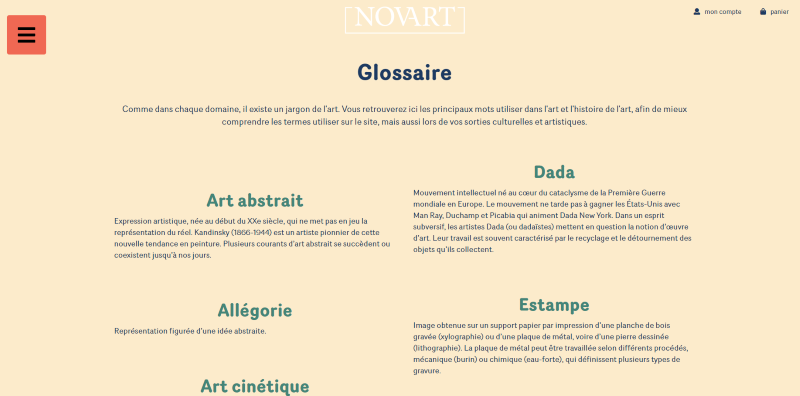 NOVART
mon compte
panier
Glossaire
Comme dans chaque domaine, il existe un jargon de l'art. Vous retrouverez ici les principaux mots utiliser dans l'art et l'histoire de l'art, afin de mieux
comprendre les termes utiliser sur le site, mais aussi lors de vos sorties culturelles et artistiques.
Art abstrait
Expression artistique, née au début du XXe siècle, qui ne met pas en jeu la
représentation du réel. Kandinsky (1866-1944) est un artiste pionnier de cette
nouvelle tendance en peinture. Plusieurs courants d'art abstrait se succèdent ou
coexistent jusqu'à nos jours.
Allégorie
Représentation figurée d'une idée abstraite.
Art cinétique
Dada
Mouvement intellectuel né au cœur du cataclysme de la Première Guerre
mondiale en Europe. Le mouvement ne tarde pas à gagner les États-Unis avec
Man Ray, Duchamp et Picabia qui animent Dada New York. Dans un esprit
subversif, les artistes Dada (ou dadaïstes) mettent en question la notion d'œuvre
d'art. Leur travail est souvent caractérisé par le recyclage et le détournement des
objets qu'ils collectent.
Estampe
Image obtenue sur un support papier par impression d'une planche de bois
gravée (xylographie) ou d'une plaque de métal, voire d'une pierre dessinée
(lithographie). La plaque de métal peut être travaillée selon différents procédés,
mécanique (burin) ou chimique (eau-forte), qui définissent plusieurs types de
gravure.